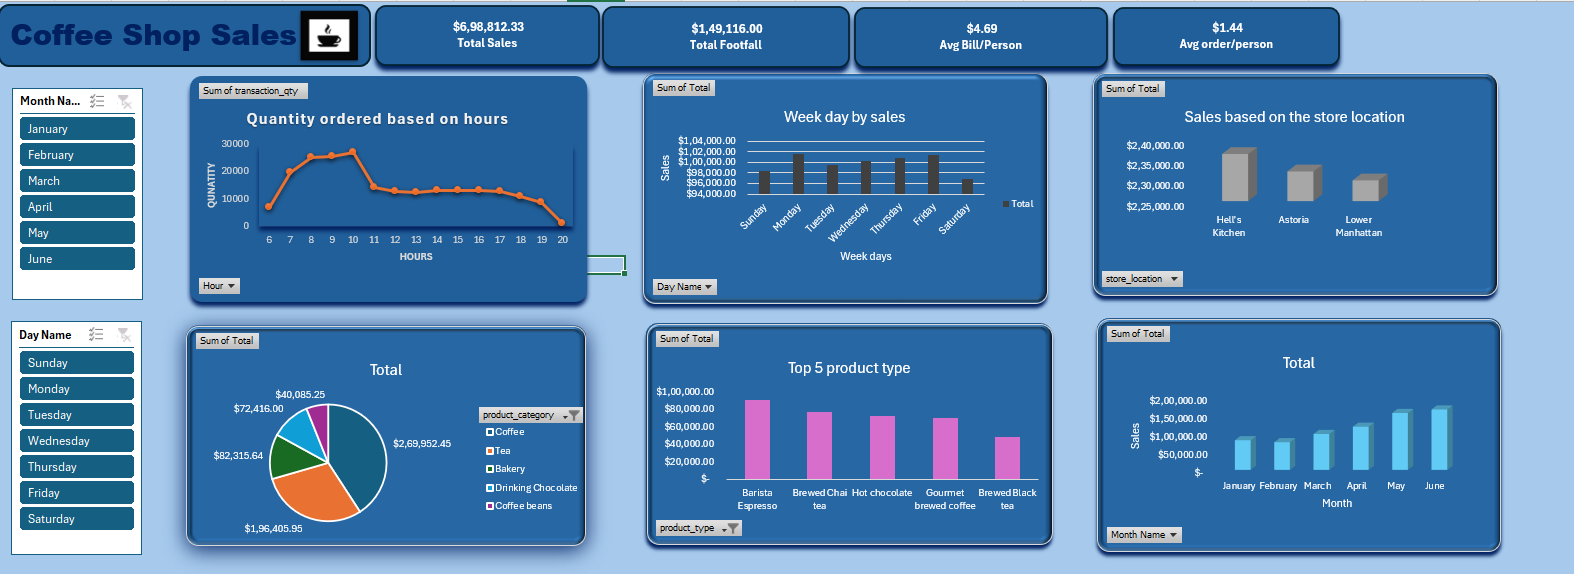 Coffee Shop Sales
$6,98,812.33
Total Sales
$1,49,116.00
Total Footfall
$4.69
Avg Bill/Person
$1.44
Avg order/person
Month Na...
January
February
March
April
May
June
Day Name
Sunday
Monday
Tuesday
Wednesday
Thursday
Friday
Saturday
Sum of transaction_qty
Quantity ordered based on hours
QUNATITY
30000
20000
10000
0
6 7 8 9 10 11 12 13 14 15 16 17 18 19 20
HOURS
Hour
Sum of Total
Week day by sales
Sales
$1,04,000.00
$1,02,000.00
$1,00,000.00
$98,000.00
$96,000.00
$94,000.00
Sunday Monday Tuesday Wednesday Thursday Friday Saturday
Total
Week days
Day Name
Sum of Total
Sales based on the store location
$2,40,000.00
$2,35,000.00
$2,30,000.00
$2,25,000.00
Hell's Kitchen
Astoria
Lower Manhattan
store_location
Sum of Total
Total
$40,085.25
$72,416.00
$82,315.64
$1,96,405.95
$2,69,952.45
product_category
Coffee
Tea
Bakery
Drinking Chocolate
Coffee beans
Sum of Total
Top 5 product type
$1,00,000.00
$80,000.00
$60,000.00
$40,000.00
$20,000.00
$-
Barista Espresso
Brewed Chai tea
Hot chocolate
Gourmet brewed coffee
Brewed Black tea
product_type
Sum of Total
Total
Sales
$2,00,000.00
$1,50,000.00
$1,00,000.00
$50,000.00
$-
January February March April May June
Month
Month Name